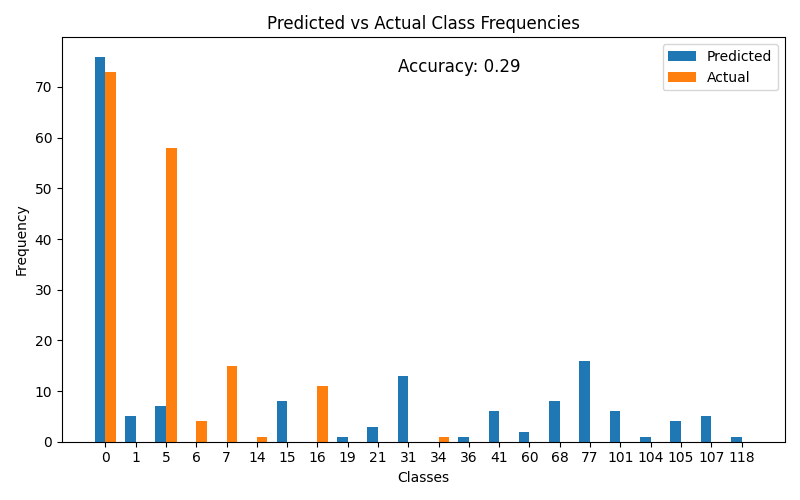 Predicted vs Actual Class Frequencies
Accuracy: 0.29
Predicted
Actual
Frequency
70
60
50
40
30
20
10
0
0 1 5 6 7 14 15 16 19 21 31 34 36 41 60 68 77 101 104 105 107 118
Classes